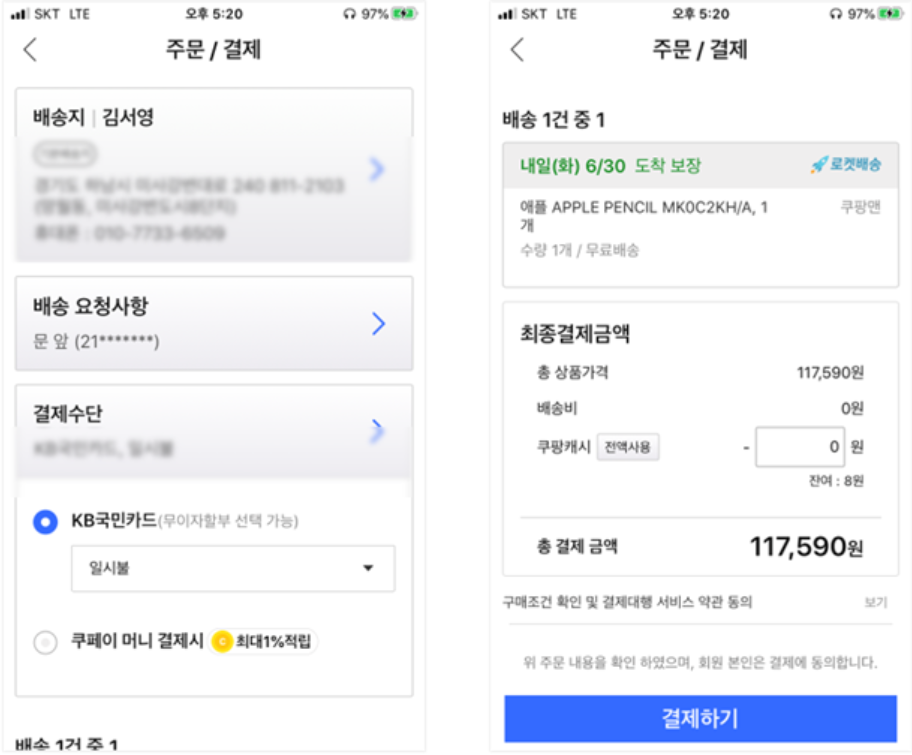 SKT LTE 오후 5:20 97%
주문 / 결제
배송지 | 김서영
배송 요청사항
문 앞 (21*******)
결제수단
KB국민카드, 일시불
KB국민카드(무이자할부 선택 가능)
일시불
쿠페이 머니 결제시 최대1%적립
배송 1건 중 1
SKT LTE 오후 5:20 97%
주문 / 결제
배송 1건 중 1
내일(화) 6/30 도착 보장 로켓배송
애플 APPLE PENCIL MK0C2KH/A, 1 쿠팡맨
개
수량 1개 / 무료배송
최종결제금액
총 상품가격 117,590원
배송비 0원
쿠팡캐시 전액사용 - 0 원
잔여 : 8원
총 결제 금액 117,590원
구매조건 확인 및 결제대행 서비스 약관 동의 보기
위 주문 내용을 확인 하였으며, 회원 본인은 결제에 동의합니다.
결제하기